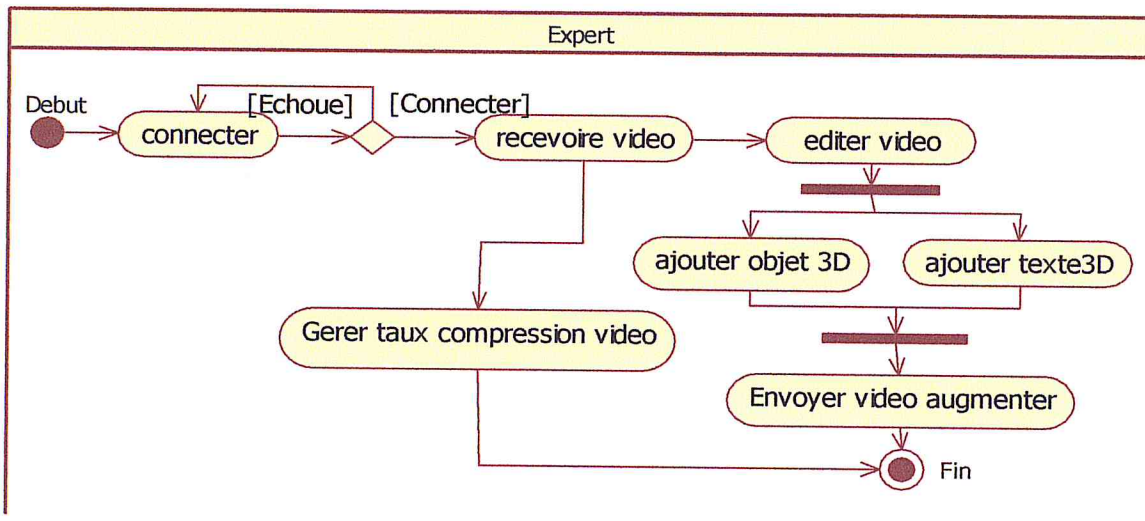 Expert
Debut
[Echoue]
[Connecter]
connecter
recevoire video
editer video
ajouter objet 3D
ajouter texte3D
Gerer taux compression video
Envoyer video augmenter
Fin